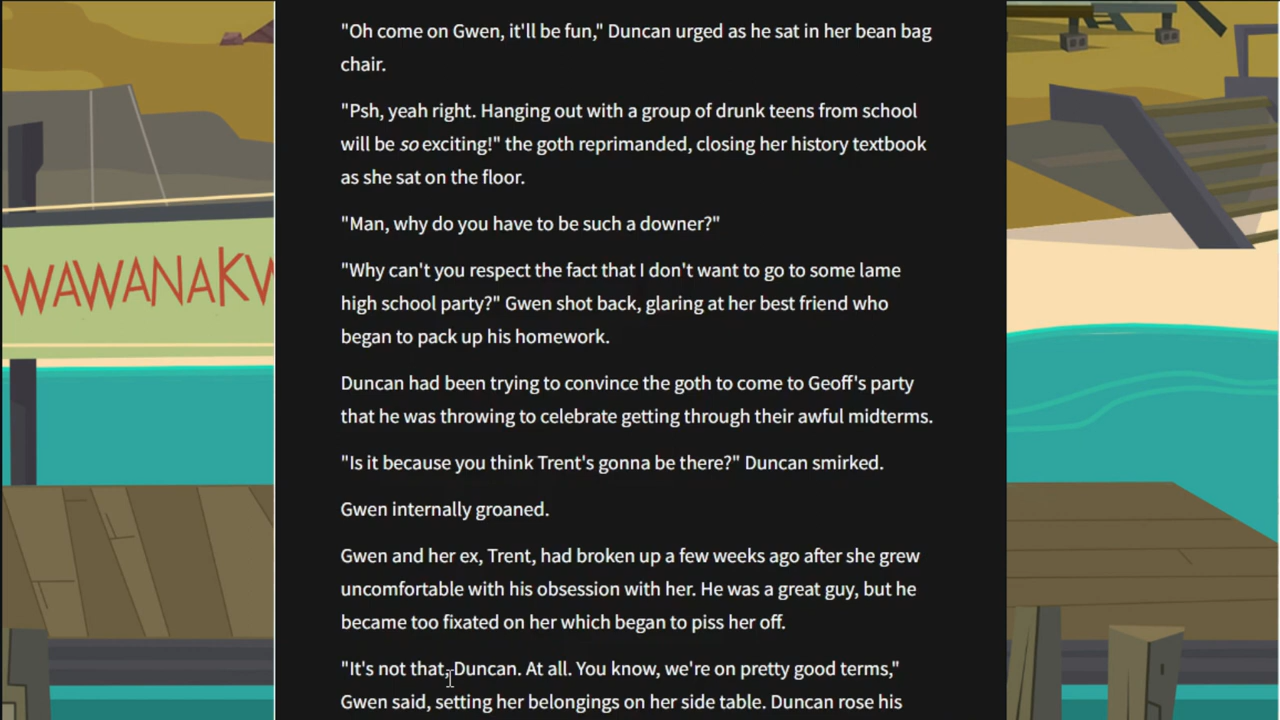 "Oh come on Gwen, it'll be fun," Duncan urged as he sat in her bean bag
chair.
"Psh, yeah right. Hanging out with a group of drunk teens from school
will be so exciting!" the goth reprimanded, closing her history textbook
as she sat on the floor.
"Man, why do you have to be such a downer?"
"Why can't you respect the fact that I don't want to go to some lame
high school party?" Gwen shot back, glaring at her best friend who
began to pack up his homework.
Duncan had been trying to convince the goth to come to Geoff's party
that he was throwing to celebrate getting through their awful midterms.
"Is it because you think Trent's gonna be there?" Duncan smirked.
Gwen internally groaned.
Gwen and her ex, Trent, had broken up a few weeks ago after she grew
uncomfortable with his obsession with her. He was a great guy, but he
became too fixated on her which began to piss her off.
"It's not that, Duncan. At all. You know, we're on pretty good terms,"
Gwen said, setting her belongings on her side table. Duncan rose his
WAWANAKW